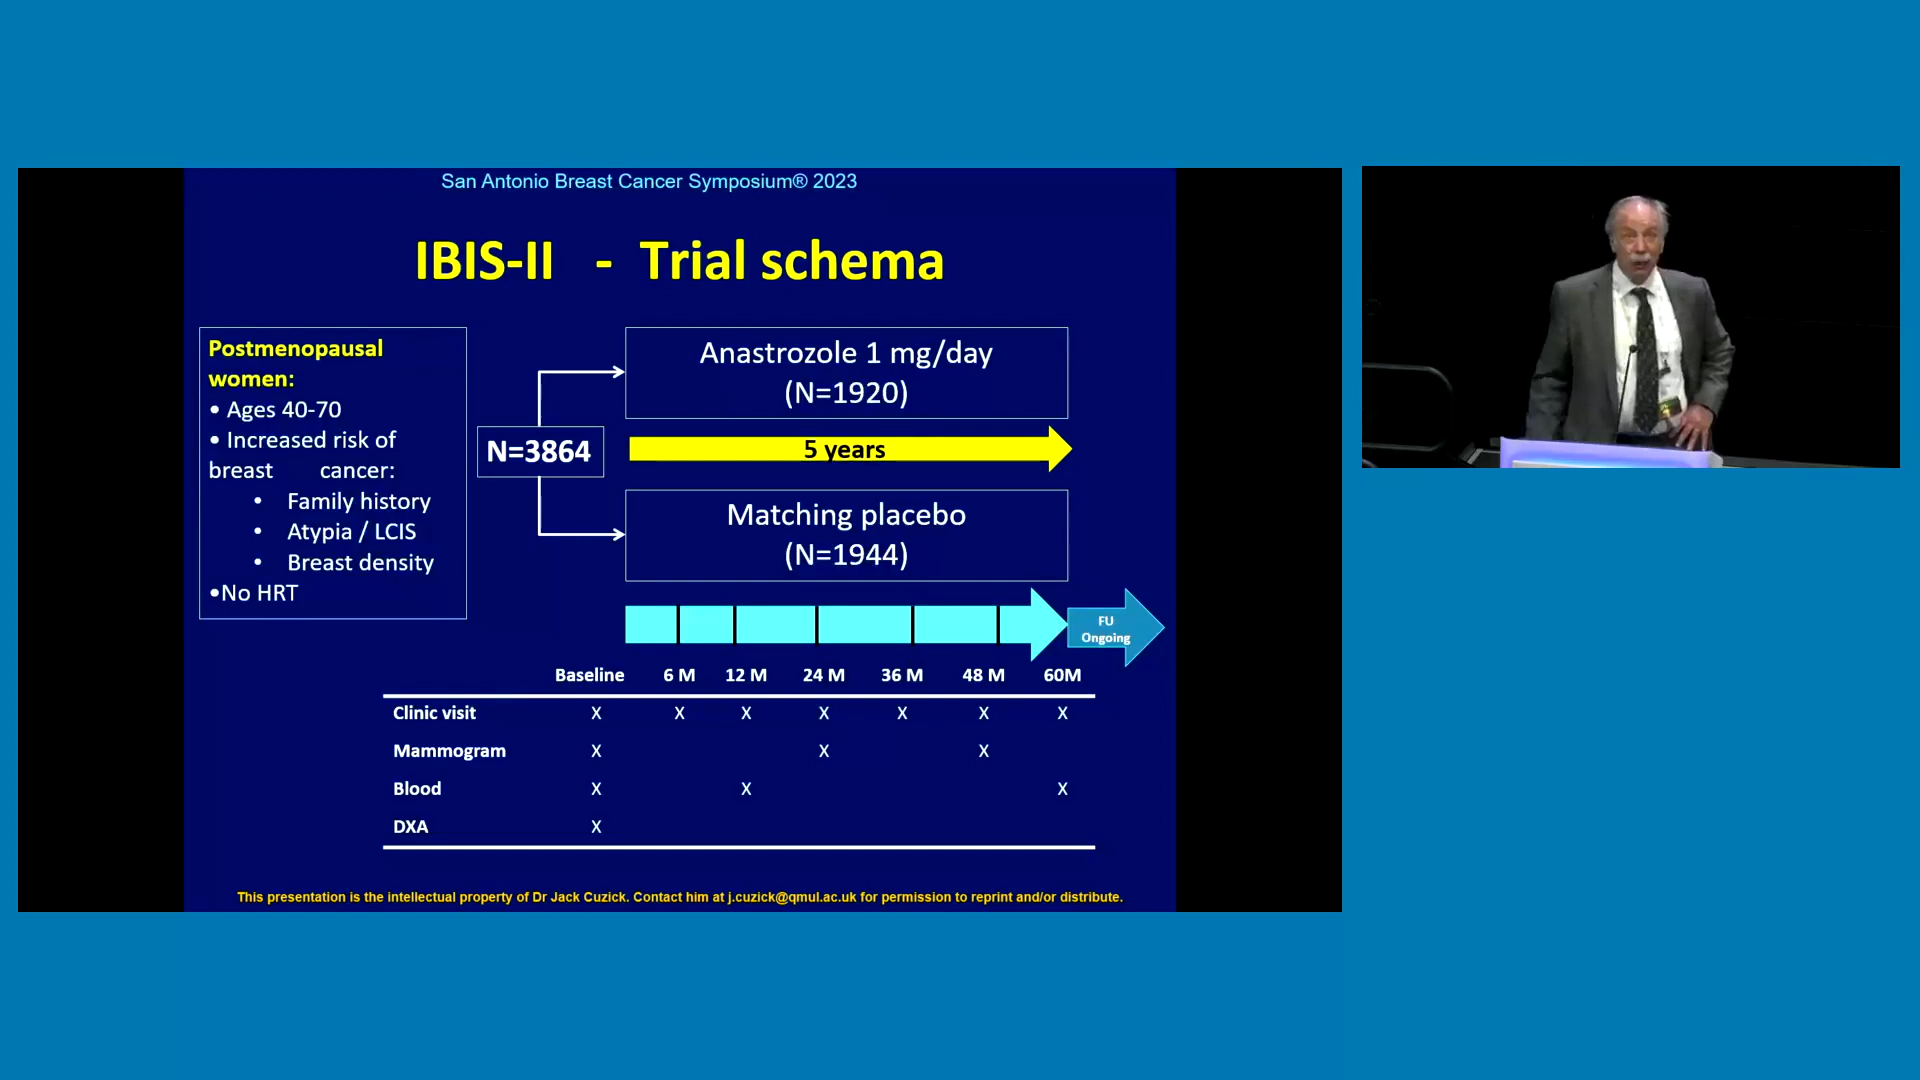 San Antonio Breast Cancer Symposium® 2023
IBIS-II - Trial schema
Postmenopausal
women:
• Ages 40-70
• Increased risk of
breast cancer:
• Family history
• Atypia / LCIS
• Breast density
•No HRT
N=3864
Anastrozole 1 mg/day
(N=1920)
5 years
Matching placebo
(N=1944)
FU
Ongoing
Baseline 6 M 12 M 24 M 36 M 48 M 60M
Clinic visit X X X X X X X
Mammogram X X X
Blood X X X
DXA X
This presentation is the intellectual property of Dr Jack Cuzick. Contact him at j.cuzick@qmul.ac.uk for permission to reprint and/or distribute.